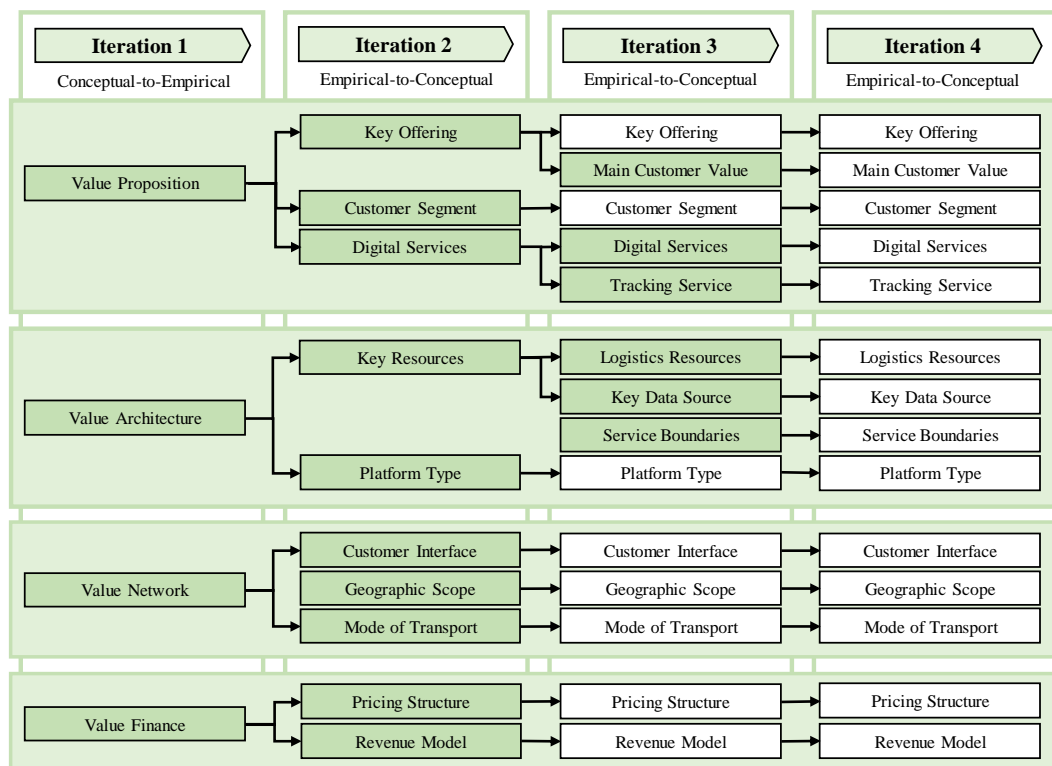 Iteration 1
Iteration 2
Iteration 3
Iteration 4
Conceptual-to-Empirical
Empirical-to-Conceptual
Empirical-to-Conceptual
Empirical-to-Conceptual
Value Proposition
Key Offering
Key Offering
Key Offering
Main Customer Value
Main Customer Value
Customer Segment
Customer Segment
Customer Segment
Digital Services
Digital Services
Digital Services
Tracking Service
Tracking Service
Value Architecture
Key Resources
Logistics Resources
Logistics Resources
Key Data Source
Key Data Source
Service Boundaries
Service Boundaries
Platform Type
Platform Type
Platform Type
Value Network
Customer Interface
Customer Interface
Customer Interface
Geographic Scope
Geographic Scope
Geographic Scope
Mode of Transport
Mode of Transport
Mode of Transport
Value Finance
Pricing Structure
Pricing Structure
Pricing Structure
Revenue Model
Revenue Model
Revenue Model